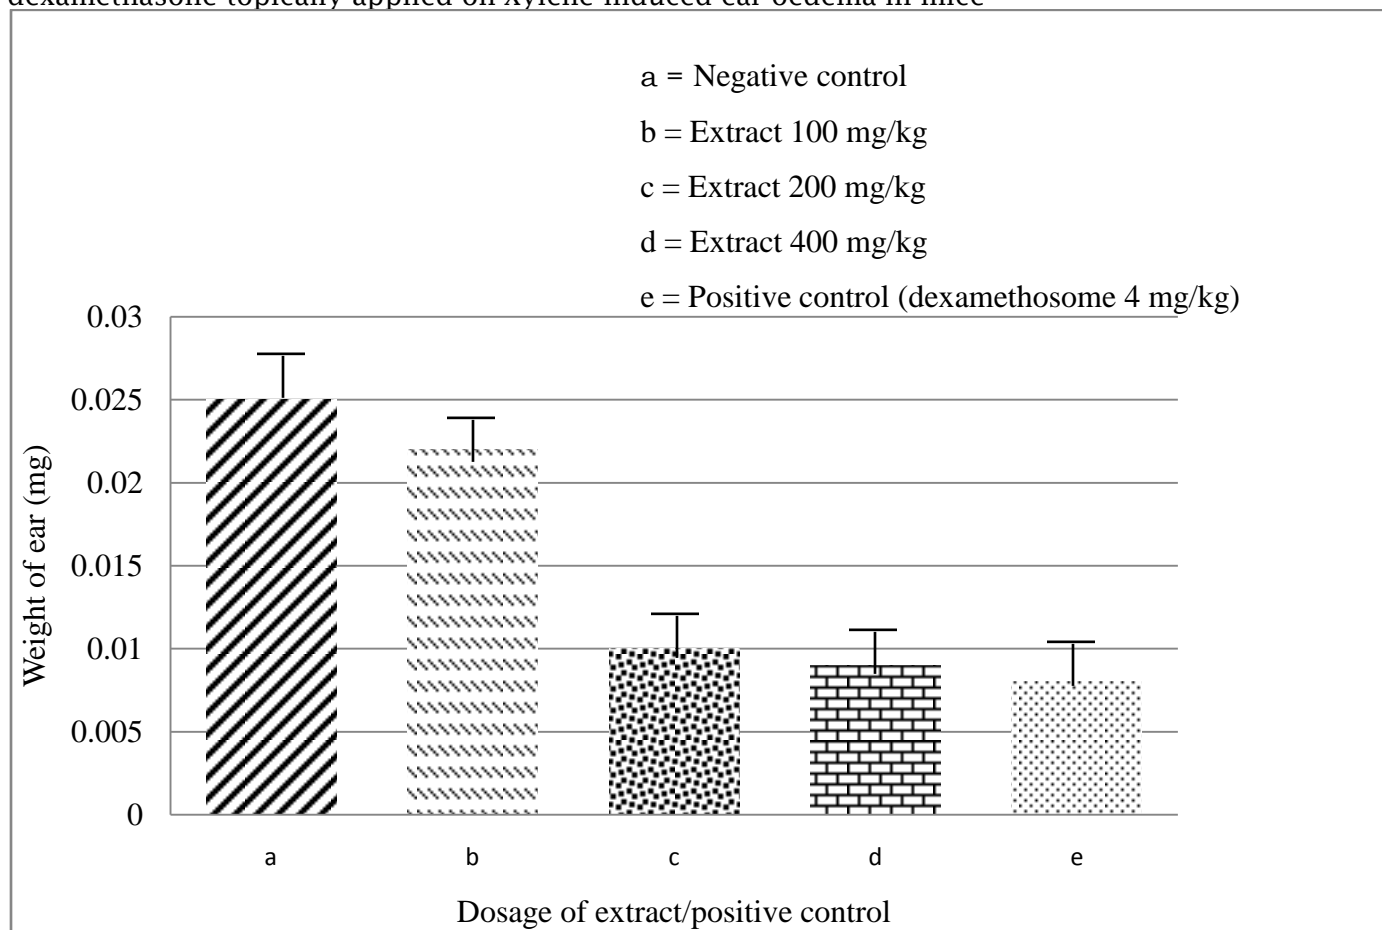 dexamethasone topically applied on xylene-induced ear oedema in mice
a = Negative control
b = Extract 100 mg/kg
c = Extract 200 mg/kg
d = Extract 400 mg/kg
e = Positive control (dexamethosome 4 mg/kg)
0.03
0.025
0.02
0.015
0.01
0.005
0
Weight of ear (mg)
a b c d e
Dosage of extract/positive control